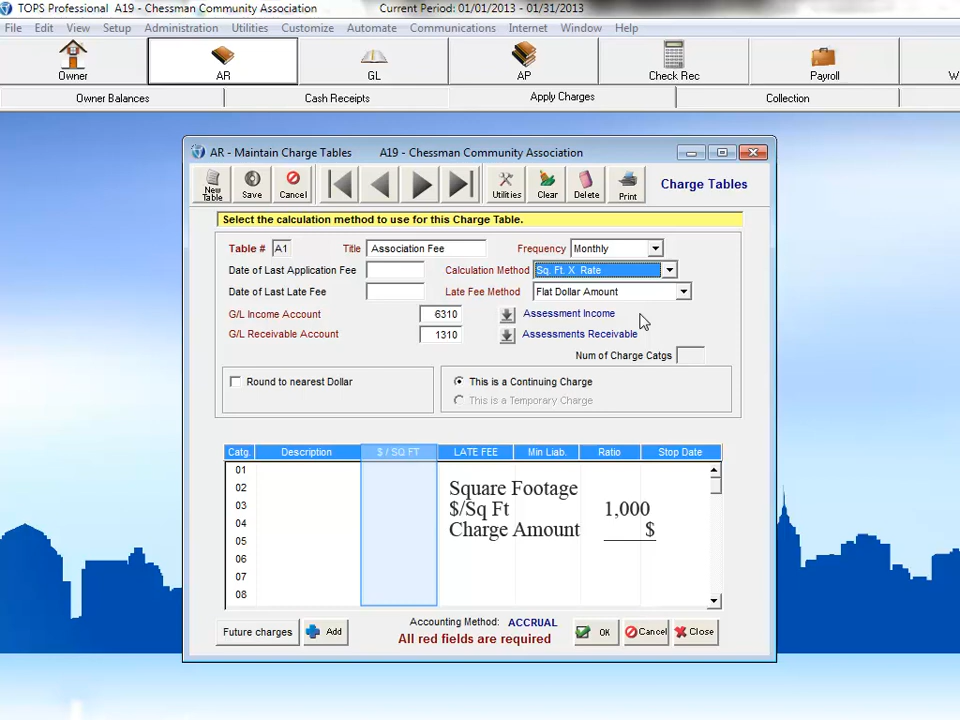 TOPS Professional A19 - Chessman Community Association Current Period: 01/01/2013 - 01/31/2013
File Edit View Setup Administration Utilities Customize Automate Communications Internet Window Help
Owner AR GL AP Check Rec Payroll W
Owner Balances Cash Receipts Apply Charges Collection
AR - Maintain Charge Tables A19 - Chessman Community Association
New Table Save Cancel Utilities Clear Delete Print Charge Tables
Select the calculation method to use for this Charge Table.
Table # A1 Title Association Fee Frequency Monthly
Date of Last Application Fee Calculation Method Sq. Ft. X Rate
Date of Last Late Fee Late Fee Method Flat Dollar Amount
G/L Income Account 6310 Assessment Income
G/L Receivable Account 1310 Assessments Receivable
Num of Charge Catgs
Round to nearest Dollar This is a Continuing Charge
This is a Temporary Charge
Catg. Description $ / SQ FT LATE FEE Min Liab. Ratio Stop Date
01
02 Square Footage
03 $/Sq Ft 1,000
04 Charge Amount $
05
06
07
08
Future charges Add Accounting Method: ACCRUAL OK Cancel Close
All red fields are required